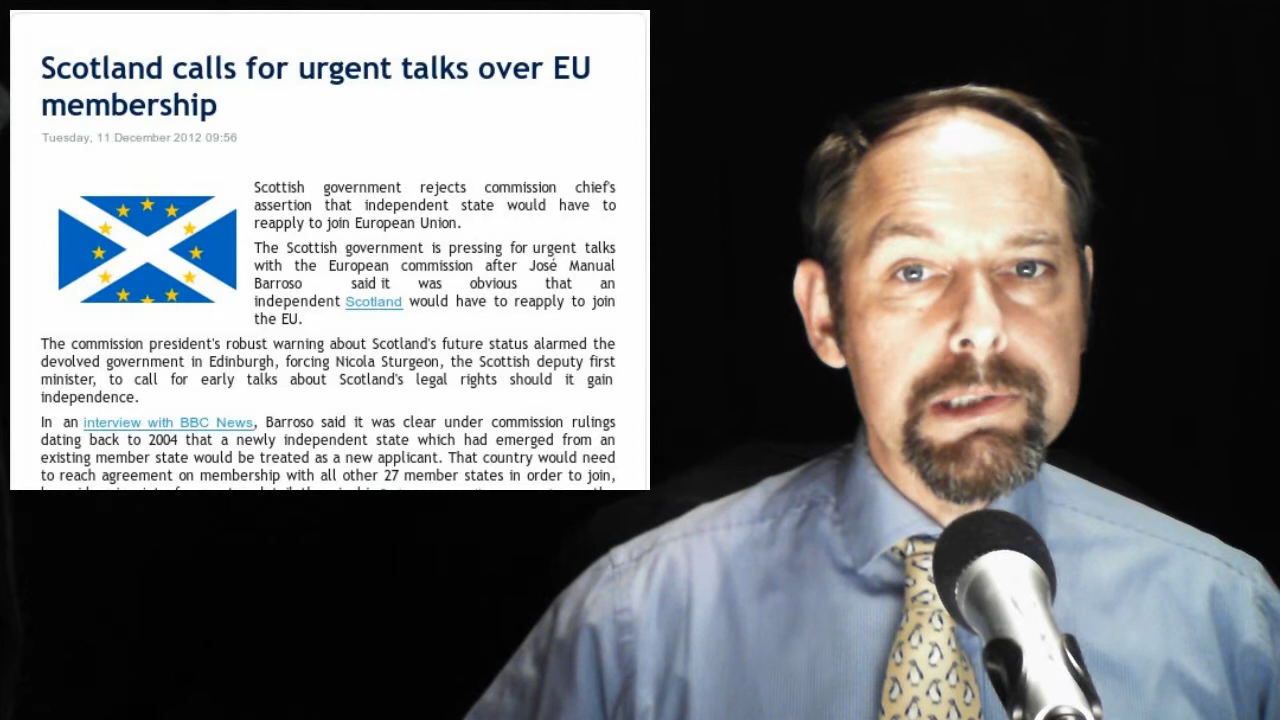 Scotland calls for urgent talks over EU
membership
Tuesday, 11 December 2012 09:56
Scottish government rejects commission chief's
assertion that independent state would have to
reapply to join European Union.
The Scottish government is pressing for urgent talks
with the European commission after José Manual
Barroso said it was obvious that an
independent Scotland would have to reapply to join
the EU.
The commission president's robust warning about Scotland's future status alarmed the
devolved government in Edinburgh, forcing Nicola Sturgeon, the Scottish deputy first
minister, to call for early talks about Scotland's legal rights should it gain
independence.
In an interview with BBC News, Barroso said it was clear under commission rulings
dating back to 2004 that a newly independent state which had emerged from an
existing member state would be treated as a new applicant. That country would need
to reach agreement on membership with all other 27 member states in order to join,